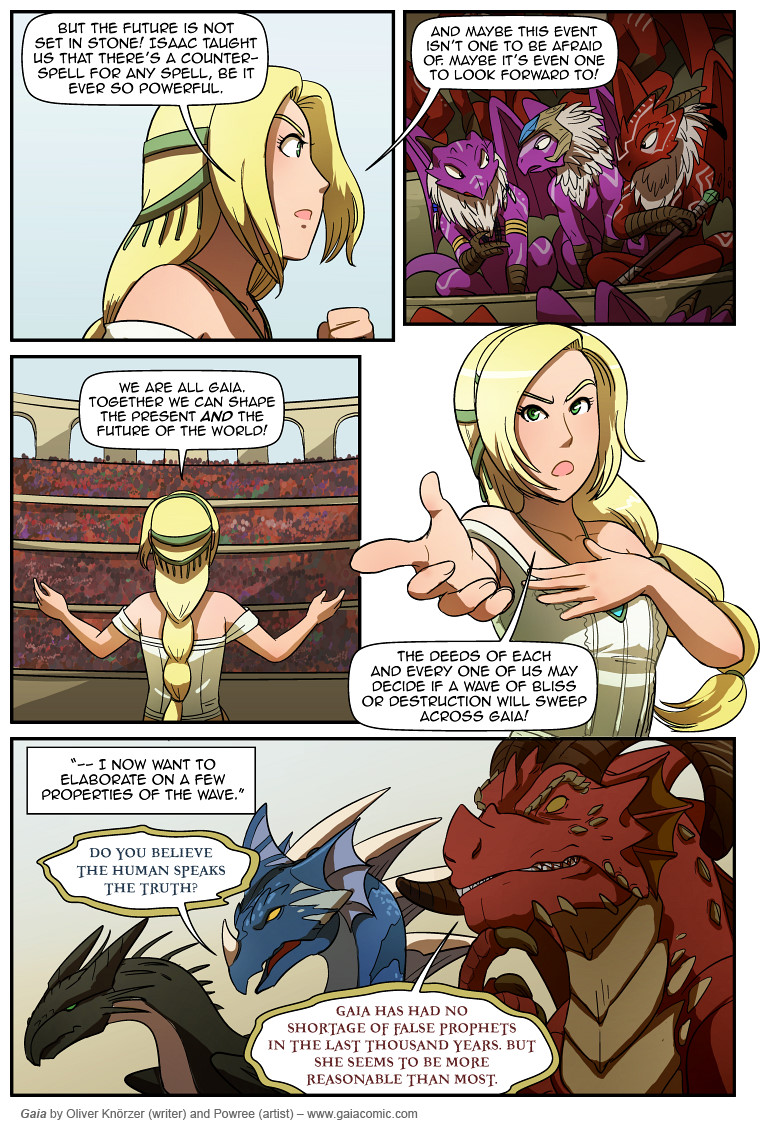 BUT THE FUTURE IS NOT
SET IN STONE! ISAAC TAUGHT
US THAT THERE'S A COUNTER-
SPELL FOR ANY SPELL, BE IT
EVER SO POWERFUL.
AND MAYBE THIS EVENT
ISN'T ONE TO BE AFRAID
OF. MAYBE IT'S EVEN ONE
TO LOOK FORWARD TO!
WE ARE ALL GAIA.
TOGETHER WE CAN SHAPE
THE PRESENT AND THE
FUTURE OF THE WORLD!
THE DEEDS OF EACH
AND EVERY ONE OF US MAY
DECIDE IF A WAVE OF BLISS
OR DESTRUCTION WILL SWEEP
ACROSS GAIA!
"-- I NOW WANT TO
ELABORATE ON A FEW
PROPERTIES OF THE WAVE."
DO YOU BELIEVE
THE HUMAN SPEAKS
THE TRUTH?
GAIA HAS HAD NO
SHORTAGE OF FALSE PROPHETS
IN THE LAST THOUSAND YEARS. BUT
SHE SEEMS TO BE MORE
REASONABLE THAN MOST.
Gaia by Oliver Knörzer (writer) and Powree (artist) – www.gaiacomic.com